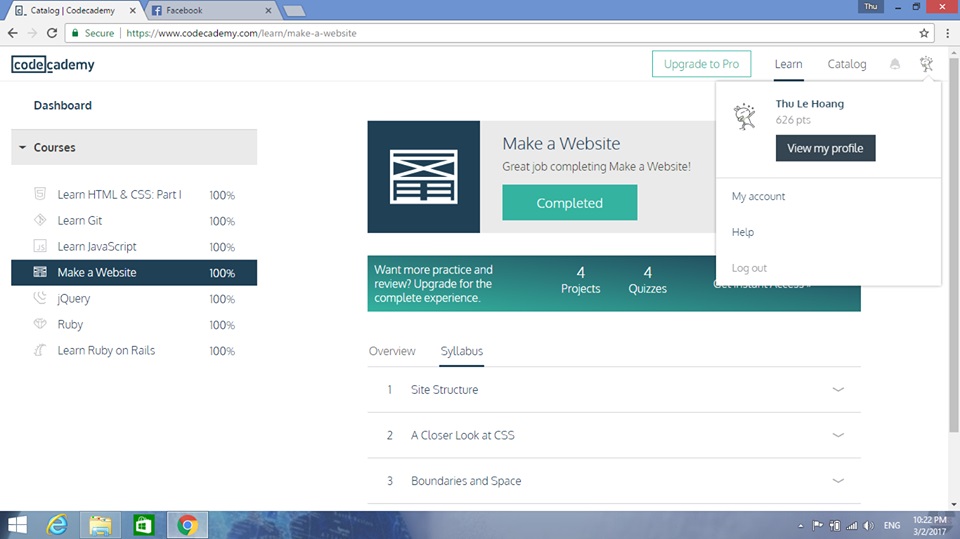 Catalog | Codecademy
Facebook
Thu
Secure
https://www.codecademy.com/learn/make-a-website
codecademy
Upgrade to Pro
Learn
Catalog
Dashboard
Courses
Learn HTML & CSS: Part I 100%
Learn Git 100%
Learn JavaScript 100%
Make a Website 100%
jQuery 100%
Ruby 100%
Learn Ruby on Rails 100%
Make a Website
Great job completing Make a Website!
Completed
Thu Le Hoang
626 pts
View my profile
My account
Help
Log out
Want more practice and
review? Upgrade for the
complete experience.
4
Projects
4
Quizzes
Get Instant Access
Overview
Syllabus
1 Site Structure
2 A Closer Look at CSS
3 Boundaries and Space
ENG
10:22 PM
3/2/2017